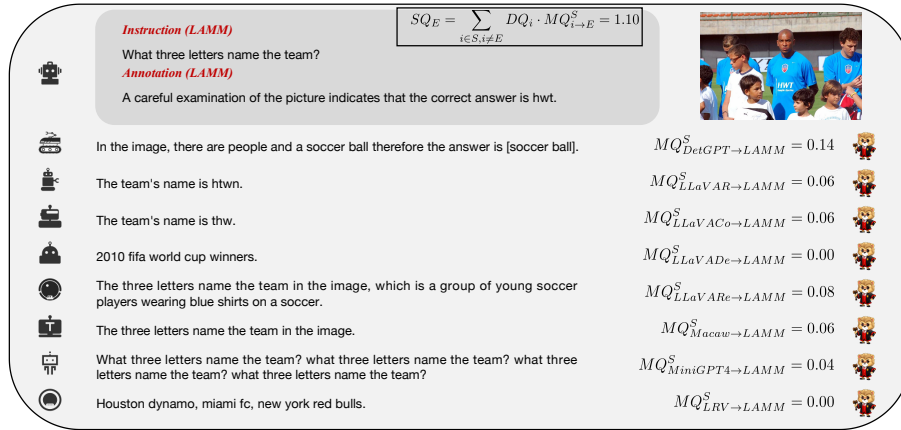 Instruction (LAMM)
SQ_E = \sum_{i \in S, i \neq E} DQ_i \cdot MQ^S_{i \to E} = 1.10
What three letters name the team?
Annotation (LAMM)
A careful examination of the picture indicates that the correct answer is hwt.
HWT
In the image, there are people and a soccer ball therefore the answer is [soccer ball].
MQ^S_{DetGPT→LAMM} = 0.14
The team's name is htwn.
MQ^S_{LLaVAR→LAMM} = 0.06
The team's name is thw.
MQ^S_{LLaVACo→LAMM} = 0.06
2010 fifa world cup winners.
MQ^S_{LLaVADe→LAMM} = 0.00
The three letters name the team in the image, which is a group of young soccer
players wearing blue shirts on a soccer.
MQ^S_{LLaVARe→LAMM} = 0.08
T
The three letters name the team in the image.
MQ^S_{Macaw→LAMM} = 0.06
What three letters name the team? what three letters name the team? what three
letters name the team? what three letters name the team?
MQ^S_{MiniGPT4→LAMM} = 0.04
Houston dynamo, miami fc, new york red bulls.
MQ^S_{LRV→LAMM} = 0.00